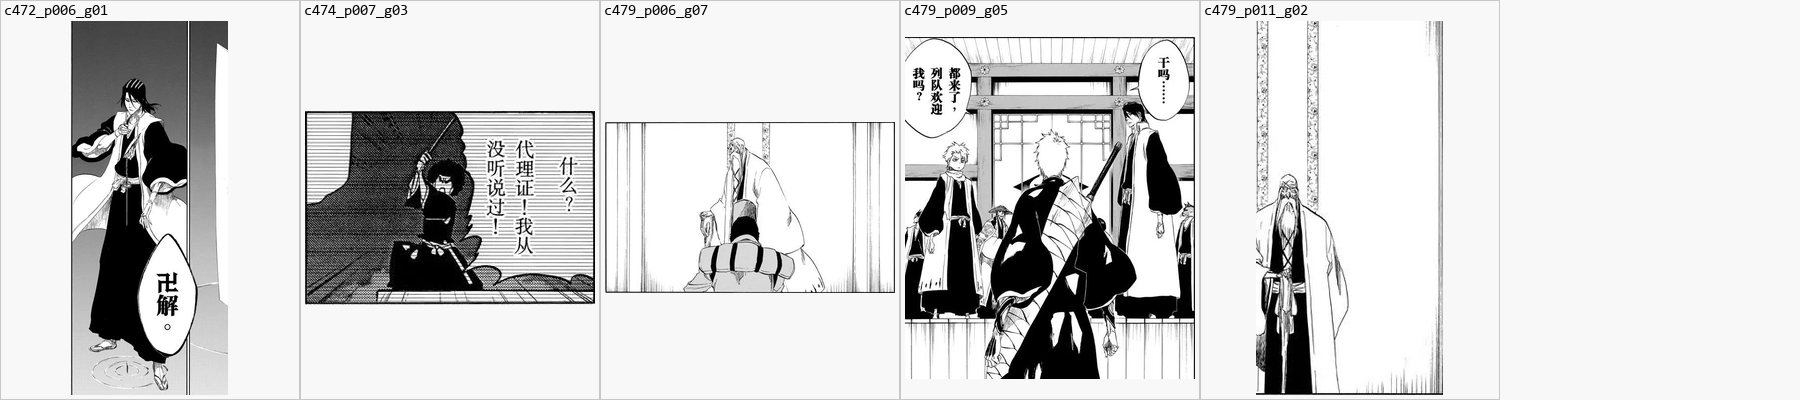 c472_p006_g01
卍解。
c474_p007_g03
什么？
代理证！我从
没听说过！
c479_p006_g07
c479_p009_g05
干吗……
都来了，
列队欢迎
我吗？
c479_p011_g02